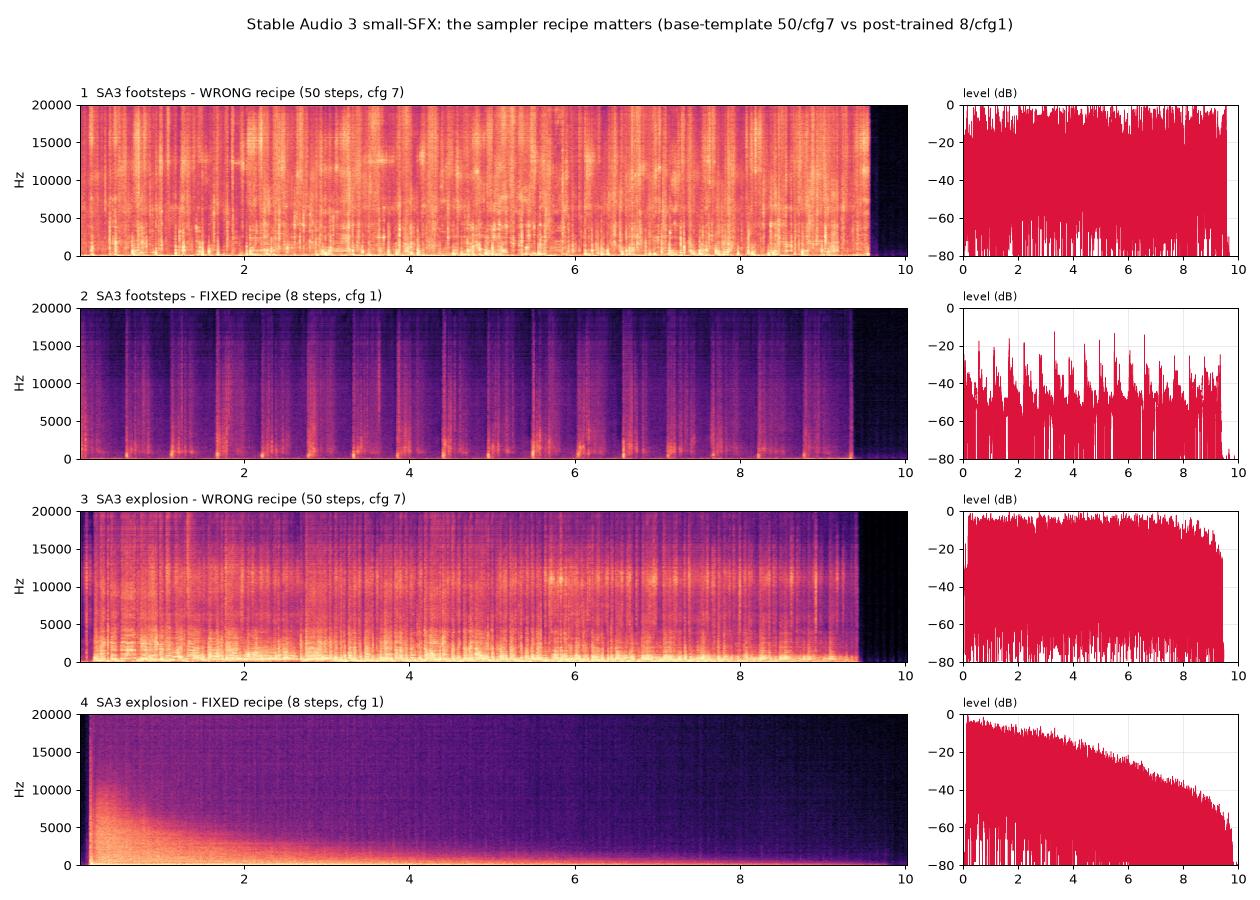 Stable Audio 3 small-SFX: the sampler recipe matters (base-template 50/cfg7 vs post-trained 8/cfg1)
1  SA3 footsteps - WRONG recipe (50 steps, cfg 7)
level (dB)
20000
15000
10000
5000
0
Hz
2 4 6 8 10
0
−20
−40
−60
−80
0 2 4 6 8 10
2  SA3 footsteps - FIXED recipe (8 steps, cfg 1)
level (dB)
20000
15000
10000
5000
0
Hz
2 4 6 8 10
0
−20
−40
−60
−80
0 2 4 6 8 10
3  SA3 explosion - WRONG recipe (50 steps, cfg 7)
level (dB)
20000
15000
10000
5000
0
Hz
2 4 6 8 10
0
−20
−40
−60
−80
0 2 4 6 8 10
4  SA3 explosion - FIXED recipe (8 steps, cfg 1)
level (dB)
20000
15000
10000
5000
0
Hz
2 4 6 8 10
0
−20
−40
−60
−80
0 2 4 6 8 10